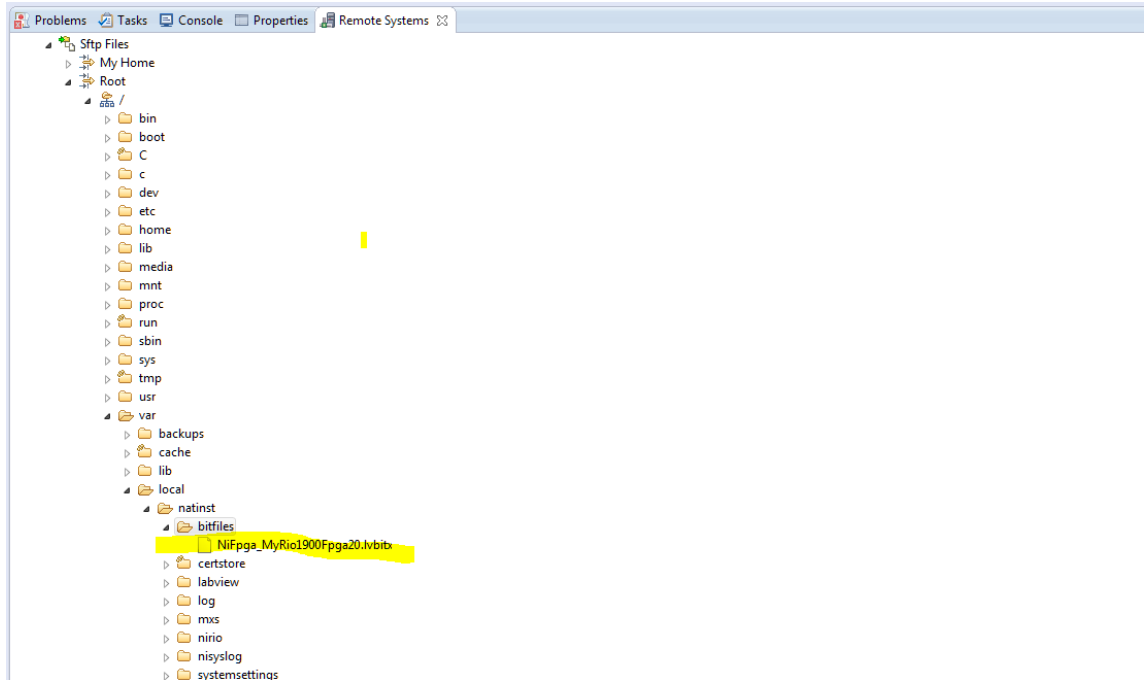 Problems Tasks Console Properties Remote Systems
Sftp Files
My Home
Root
/
bin
boot
C
c
dev
etc
home
lib
media
mnt
proc
run
sbin
sys
tmp
usr
var
backups
cache
lib
local
natinst
bitfiles
NiFpga_MyRio1900Fpga20.lvbitx
certstore
labview
log
mxs
nirio
nisyslog
systemsettings